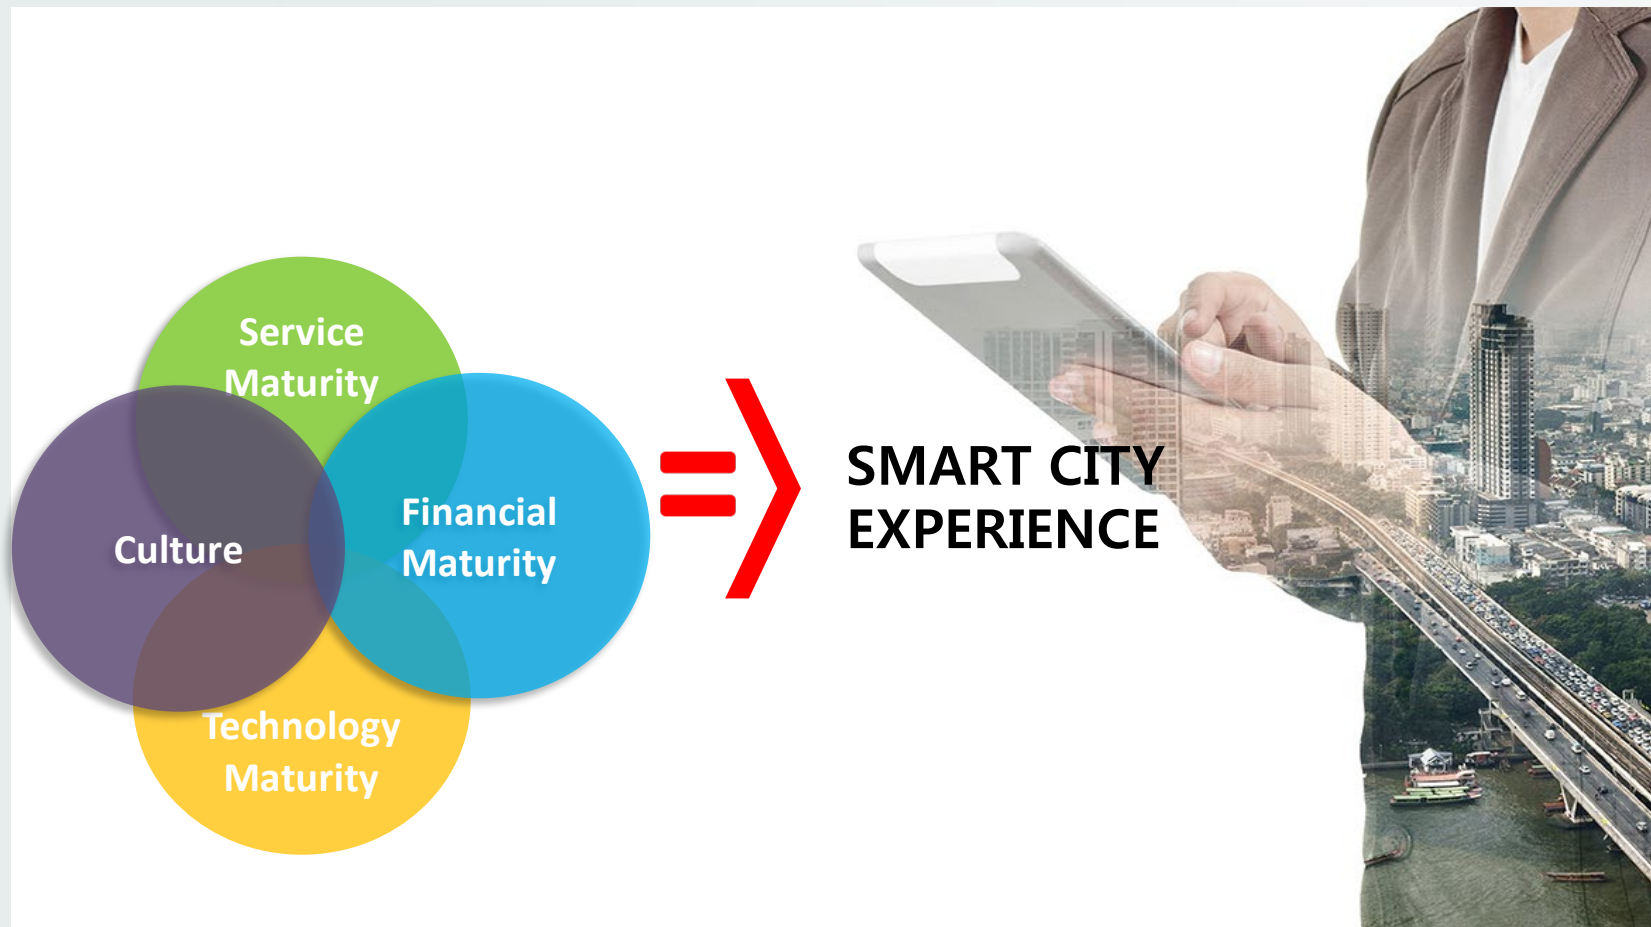 Service
Maturity
Culture
Financial
Maturity
Technology
Maturity
SMART CITY
EXPERIENCE